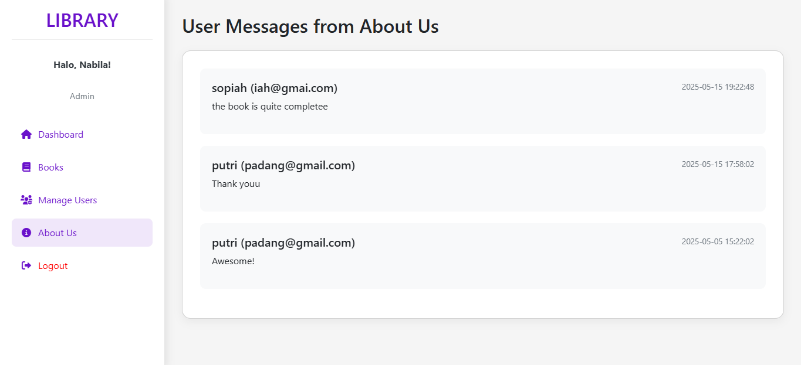 LIBRARY
Halo, Nabila!
Admin
Dashboard
Books
Manage Users
About Us
Logout
User Messages from About Us
sopiah (iah@gmai.com)
2025-05-15 19:22:48
the book is quite completee
putri (padang@gmail.com)
2025-05-15 17:58:02
Thank youu
putri (padang@gmail.com)
2025-05-05 15:22:02
Awesome!